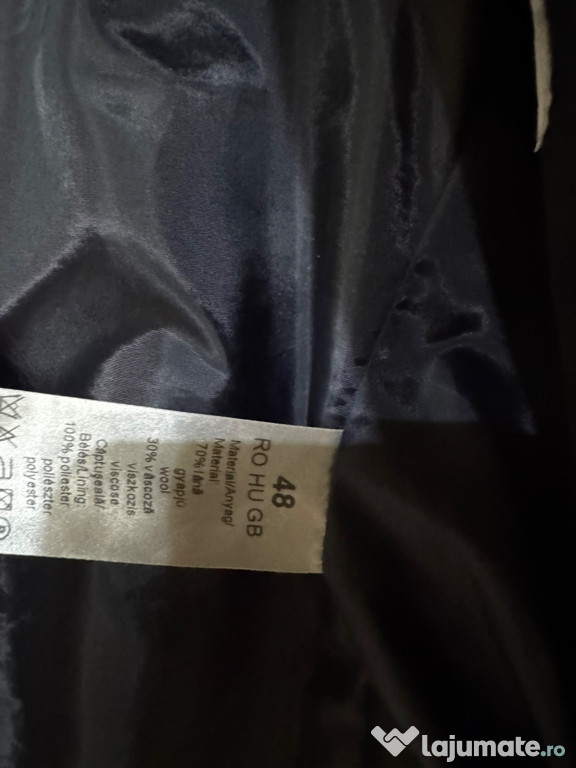 48
RO HU GB
Material/Anyag/
Material:
70% lână
gyapjú
wool
30% vâscoză
viszkózis
viscose
Căptușeală/
Bélés/Lining:
100% poliester
poliészter
polyester
lajumate.ro